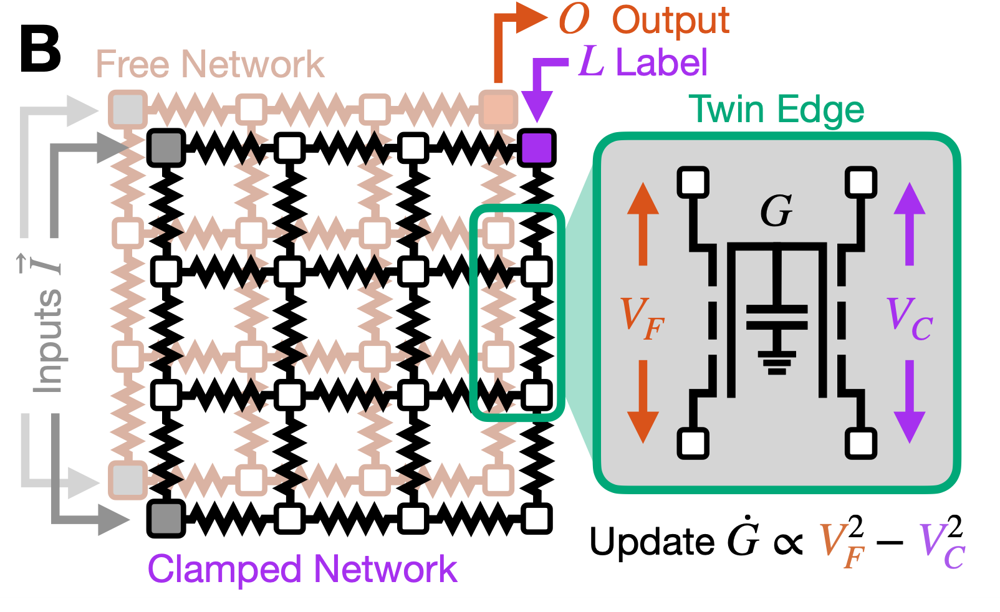 B
Free Network
O Output
L Label
Twin Edge
Inputs I⃗
G
V_F
V_C
Clamped Network
Update Ġ ∝ V_F² − V_C²